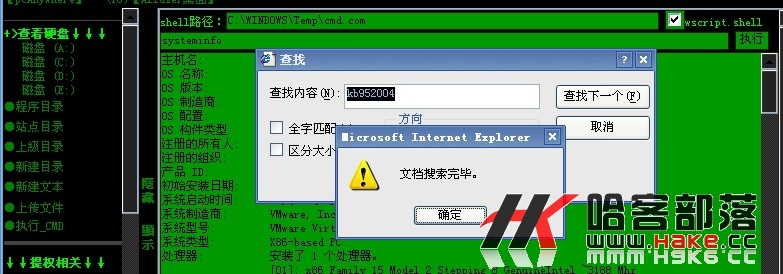 shell路径: C:\WINDOWS\Temp\cmd.com wscript.shell
+>查看硬盘↓↓↓
systeminfo 执行
磁盘 (A:)
磁盘 (C:)
磁盘 (D:)
磁盘 (E:)
●程序目录
●站点目录
●上级目录
●新建目录
●新建文本
●上传文件
●执行_CMD
↓↓提权相关↓↓
隐藏 显示
主机名:
OS 名称:
OS 版本:
OS 制造商:
OS 配置:
OS 构件类型:
注册的所有人:
注册的组织:
产品 ID:
初始安装日期:
系统启动时间:
系统制造商: VMware, Inc
系统型号: VMware Virt
系统类型: X86-based PC
处理器: 安装了 1 个处理器。
[01]: x86 Family 15 Model 2 Stepping 8 GenuineIntel ~3188 Mhz
查找
查找内容(N): kb952004
查找下一个(F)
取消
全字匹配
区分大小
方向
Microsoft Internet Explorer
文档搜索完毕。
确定
哈客部落
www.Hake.cc
www.H9K6.cc